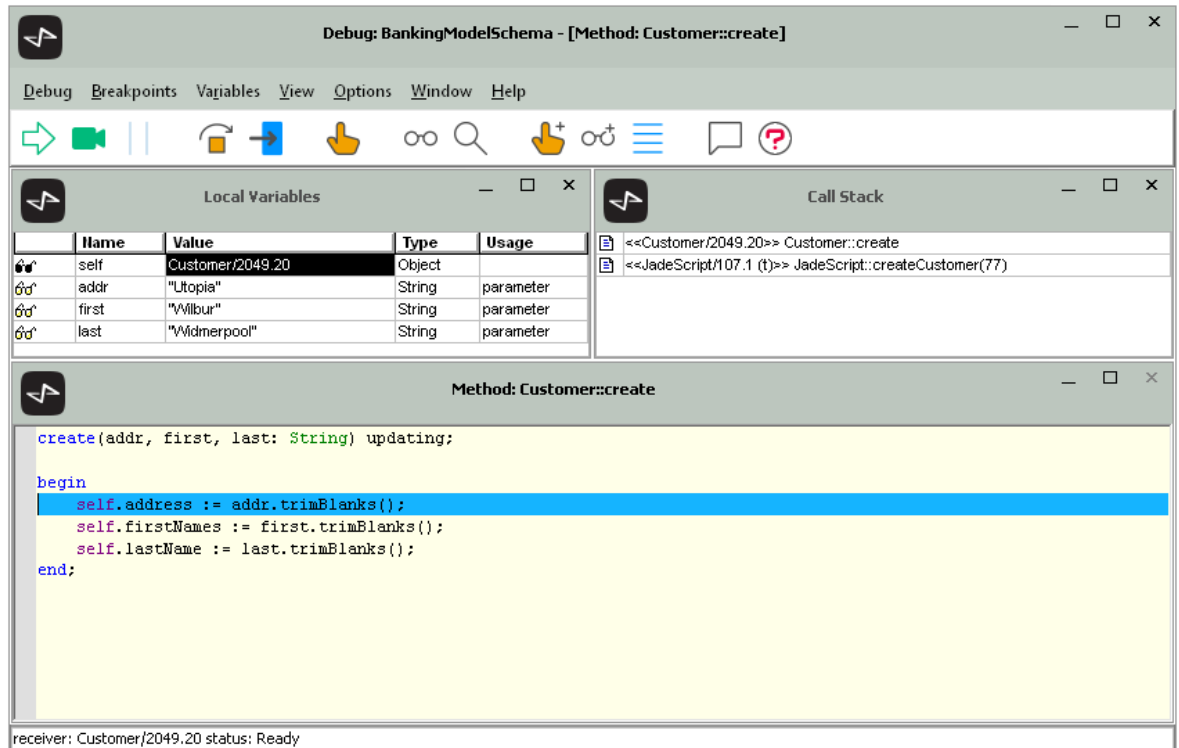 Debug: BankingModelSchema - [Method: Customer::create]
Debug Breakpoints Variables View Options Window Help
Local Variables
Name Value Type Usage
self Customer/2049.20 Object
addr "Utopia" String parameter
first "Wilbur" String parameter
last "Widmerpool" String parameter
Call Stack
<<Customer/2049.20>> Customer::create
<<JadeScript/107.1 (t)>> JadeScript::createCustomer(77)
Method: Customer::create
create(addr, first, last: String) updating;
begin
self.address := addr.trimBlanks();
self.firstNames := first.trimBlanks();
self.lastName := last.trimBlanks();
end;
receiver: Customer/2049.20 status: Ready